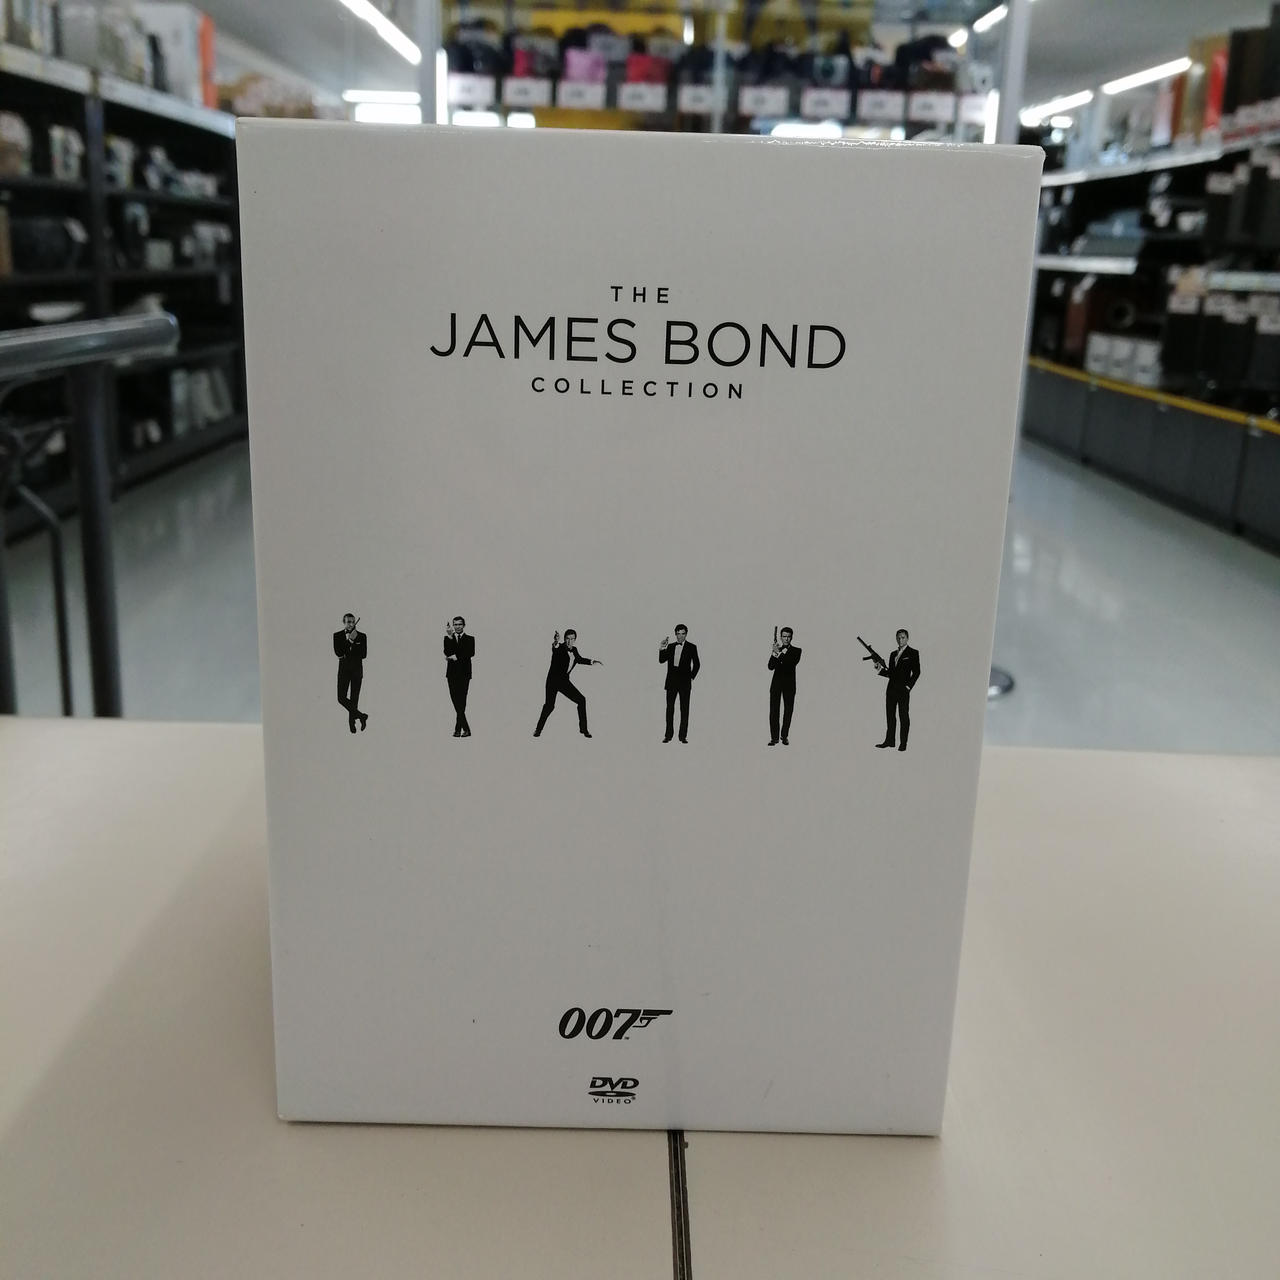 THE
JAMES BOND
COLLECTION
007
DVD
VIDEO